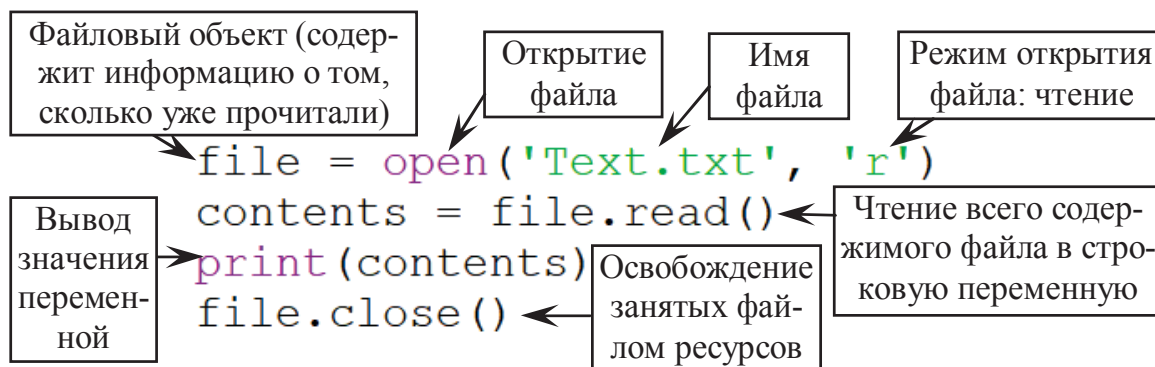 Файловый объект (содер-
жит информацию о том,
сколько уже прочитали)
Открытие
файла
Имя
файла
Режим открытия
файла: чтение
file = open('Text.txt', 'r')
contents = file.read()
print(contents)
file.close()
Вывод
значения
перемен-
ной
Чтение всего содер-
жимого файла в стро-
ковую переменную
Освобождение
занятых фай-
лом ресурсов